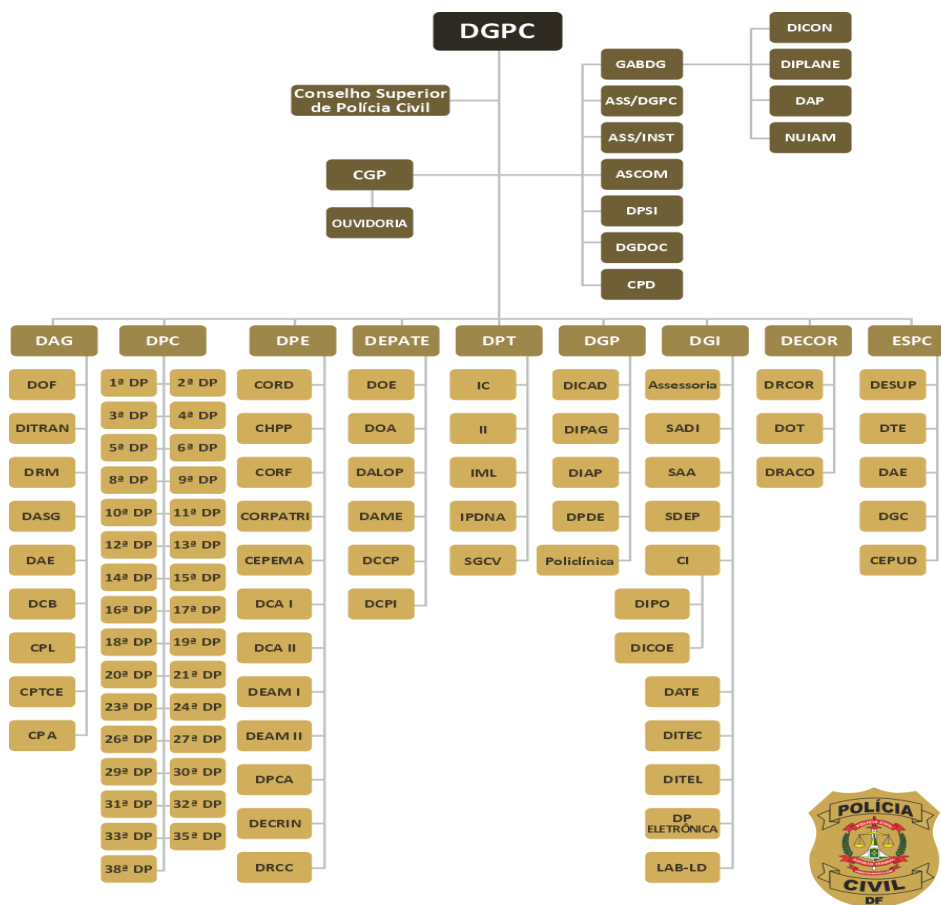 DGPC
Conselho Superior
de Polícia Civil
CGP
OUVIDORIA
GABDG
ASS/DGPC
ASS/INST
ASCOM
DPSI
DGDOC
CPD
DICON
DIPLANE
DAP
NUIAM
DAG
DOF
DITRAN
DRM
DASG
DAE
DCB
CPL
CPTCE
CPA
DPC
1ª DP
2ª DP
3ª DP
4ª DP
5ª DP
6ª DP
8ª DP
9ª DP
10ª DP
11ª DP
12ª DP
13ª DP
14ª DP
15ª DP
16ª DP
17ª DP
18ª DP
19ª DP
20ª DP
21ª DP
23ª DP
24ª DP
26ª DP
27ª DP
29ª DP
30ª DP
31ª DP
32ª DP
33ª DP
35ª DP
38ª DP
DPE
CORD
CHPP
CORF
CORPATRI
CEPEMA
DCA I
DCA II
DEAM I
DEAM II
DPCA
DECRIN
DRCC
DEPATE
DOE
DOA
DALOP
DAME
DCCP
DCPI
DPT
IC
II
IML
IPDNA
SGCV
DGP
DICAD
DIPAG
DIAP
DPDE
Policlínica
DGI
Assessoria
SADI
SAA
SDEP
CI
DIPO
DICOE
DATE
DITEC
DITEL
DP
ELETRÔNICA
LAB-LD
DECOR
DRCOR
DOT
DRACO
ESPC
DESUP
DTE
DAE
DGC
CEPUD
POLÍCIA
CIVIL
DF